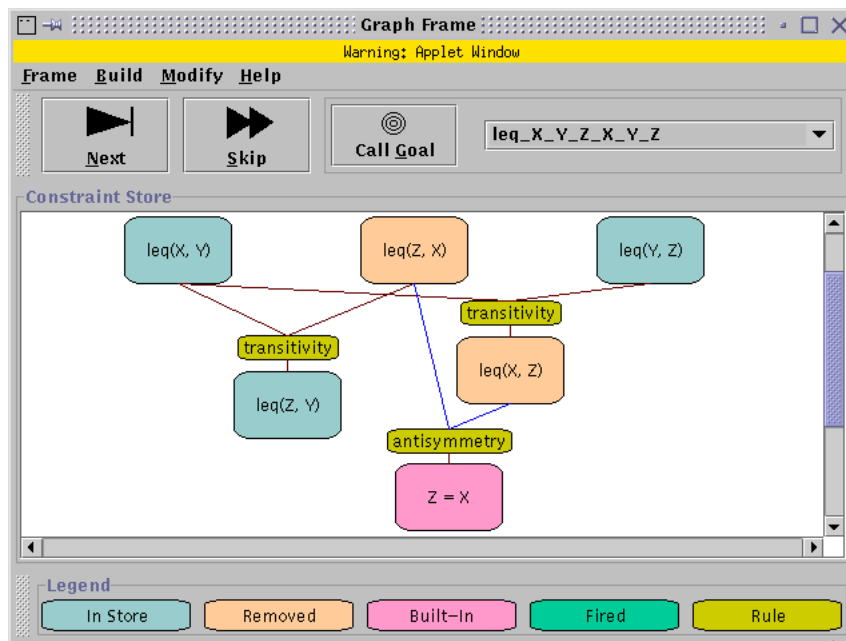 Graph Frame
Warning: Applet Window
Frame Build Modify Help
Next
Skip
Call Goal
leq_X_Y_Z_X_Y_Z
Constraint Store
leq(X, Y)
leq(Z, X)
leq(Y, Z)
transitivity
transitivity
leq(X, Z)
leq(Z, Y)
antisymmetry
Z = X
Legend
In Store
Removed
Built-In
Fired
Rule